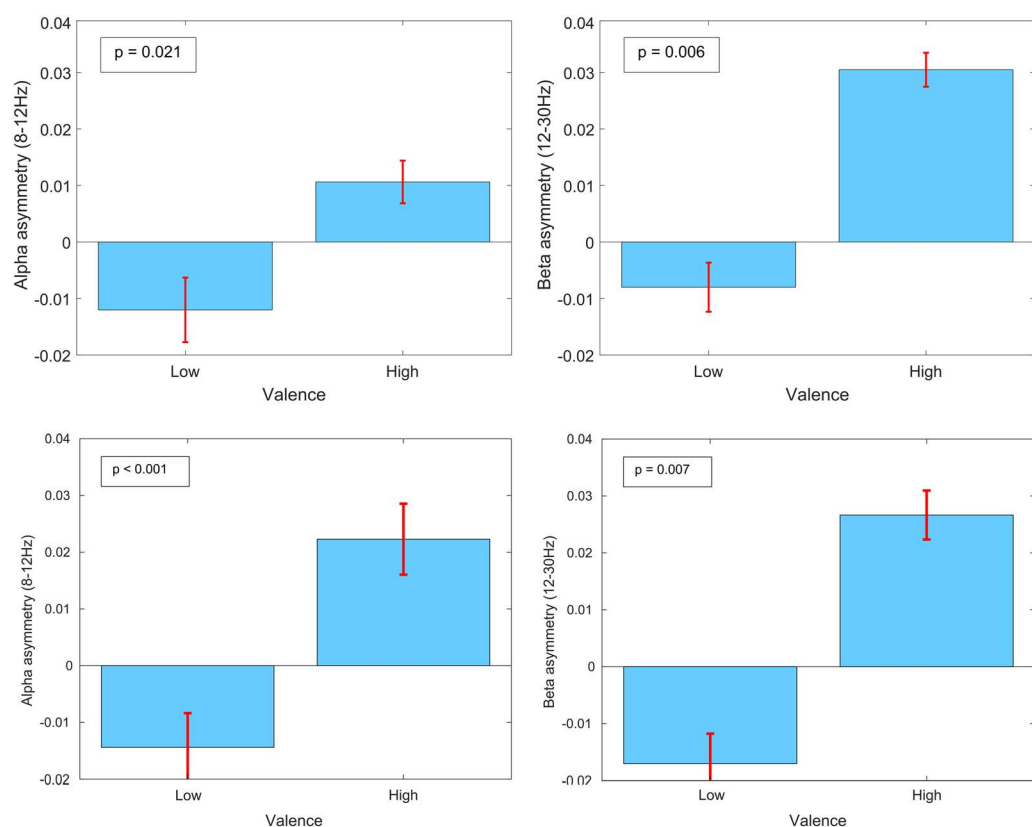 0.04
0.03
0.02
0.01
0
-0.01
-0.02
Alpha asymmetry (8-12Hz)
p = 0.021
Low
High
Valence
0.04
0.03
0.02
0.01
0
-0.01
-0.02
Beta asymmetry (12-30Hz)
p = 0.006
Low
High
Valence
0.04
0.03
0.02
0.01
0
-0.01
-0.02
Alpha asymmetry (8-12Hz)
p < 0.001
Low
High
Valence
0.04
0.03
0.02
0.01
0
-0.01
-0.02
Beta asymmetry (12-30Hz)
p = 0.007
Low
High
Valence